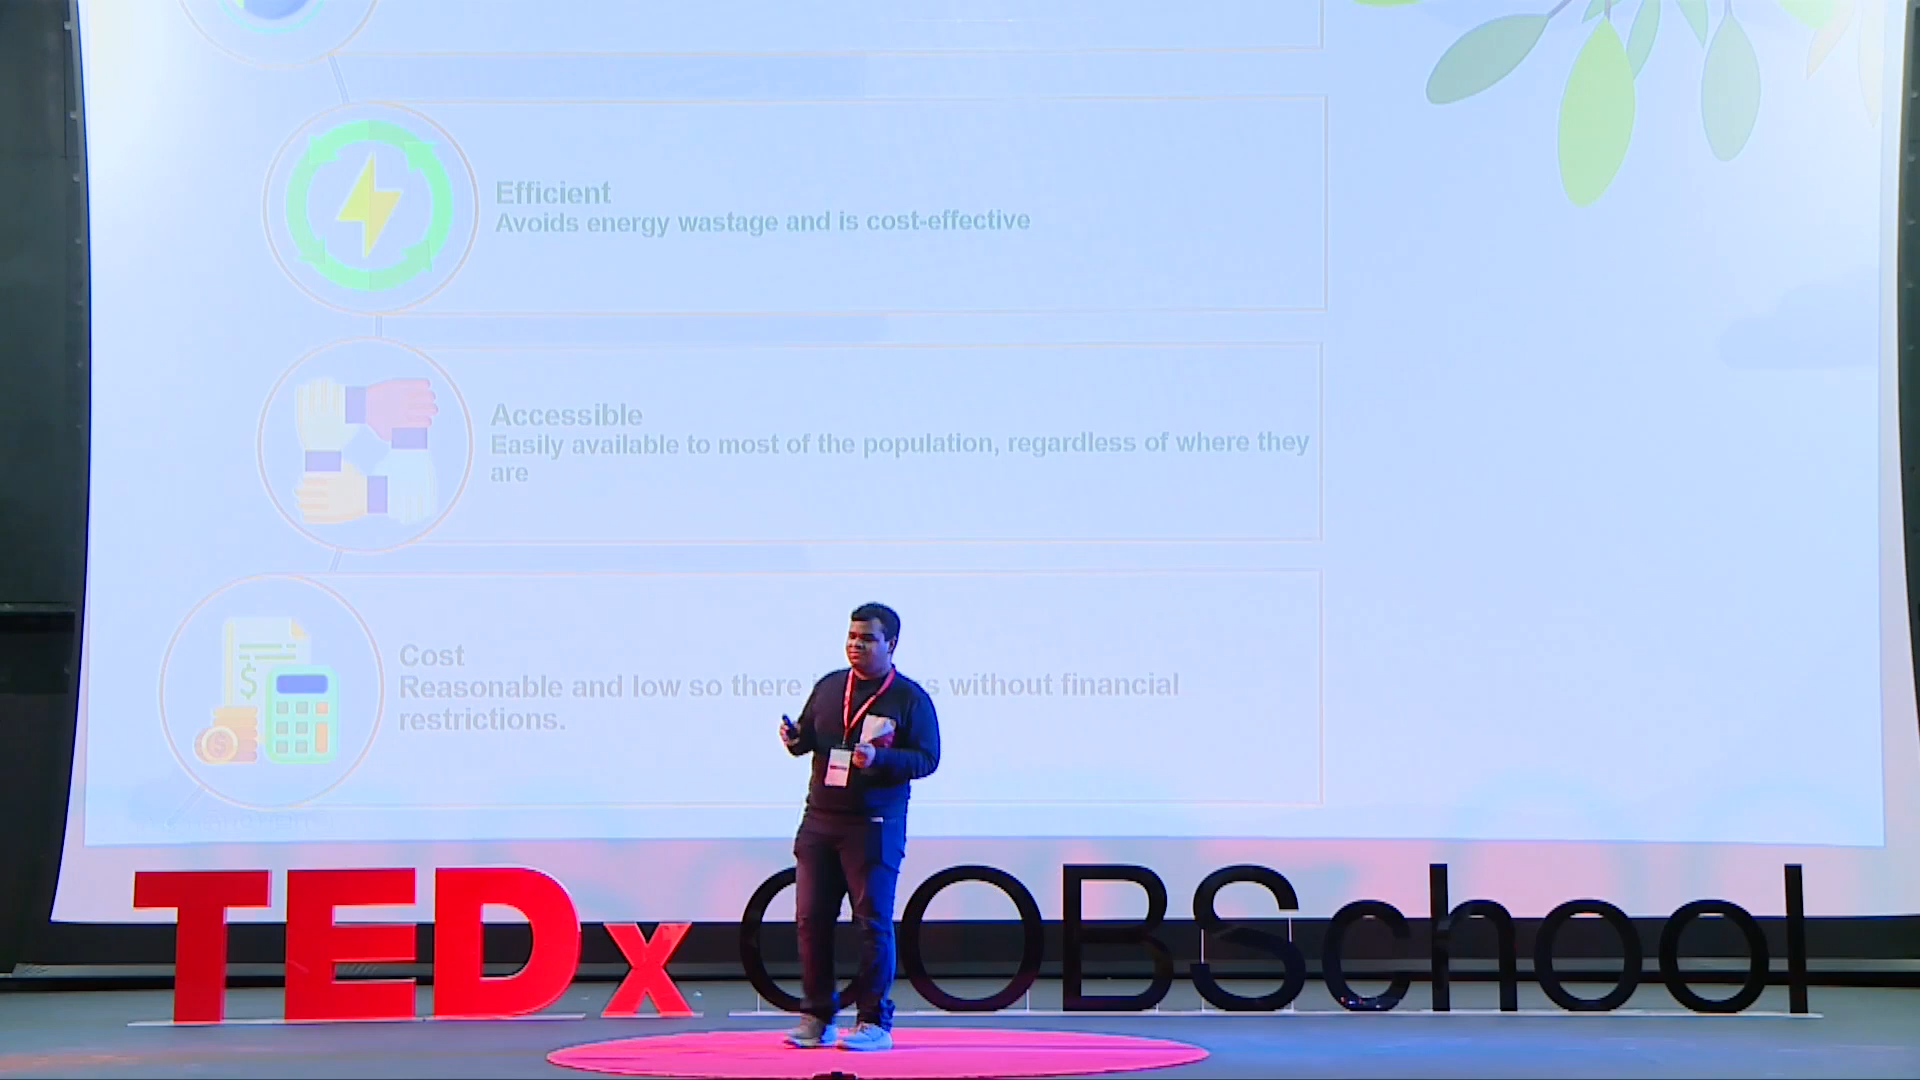 Efficient
Avoids energy wastage and is cost-effective
Accessible
Easily available to most of the population, regardless of where they
are
Cost
Reasonable and low so there s without financial
restrictions.
TEDx OOBSchool